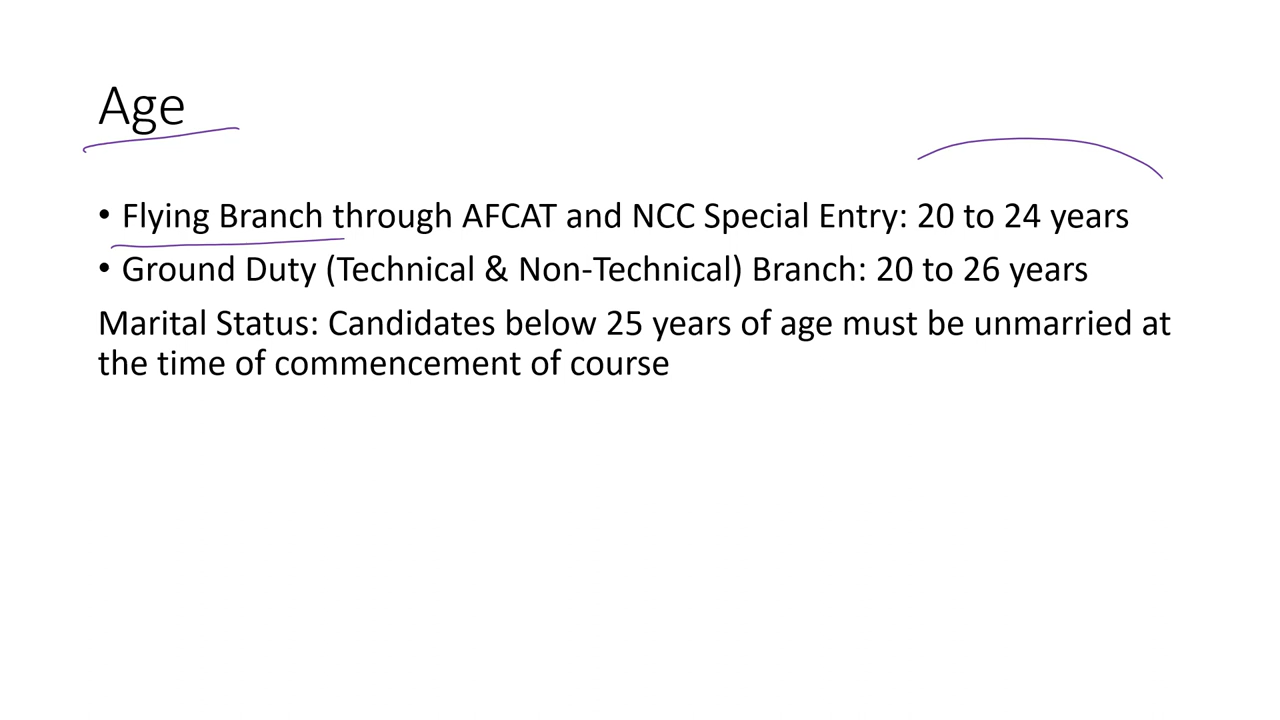 Age
• Flying Branch through AFCAT and NCC Special Entry: 20 to 24 years
• Ground Duty (Technical & Non-Technical) Branch: 20 to 26 years
Marital Status: Candidates below 25 years of age must be unmarried at
the time of commencement of course